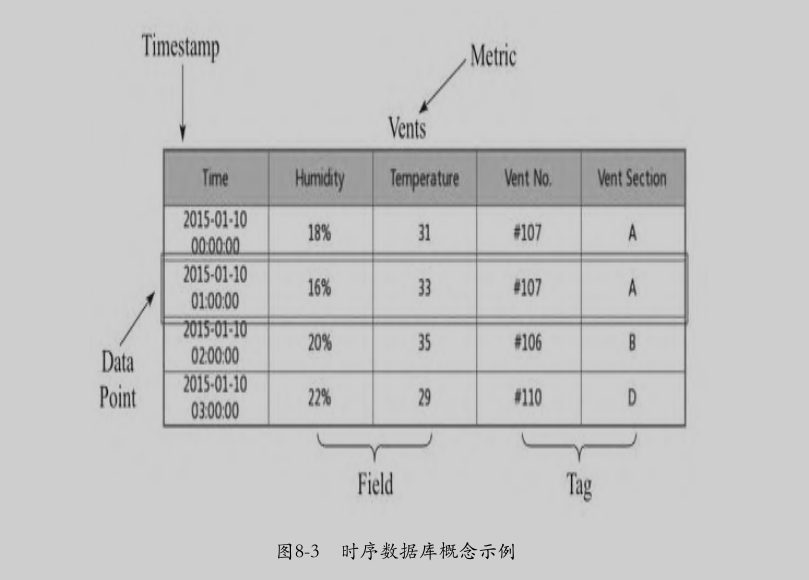 Timestamp
Metric
Vents
Time Humidity Temperature Vent No. Vent Section
2015-01-10
00:00:00 18% 31 #107 A
2015-01-10
01:00:00 16% 33 #107 A
2015-01-10
02:00:00 20% 35 #106 B
2015-01-10
03:00:00 22% 29 #110 D
Data
Point
Field
Tag
图8-3 时序数据库概念示例